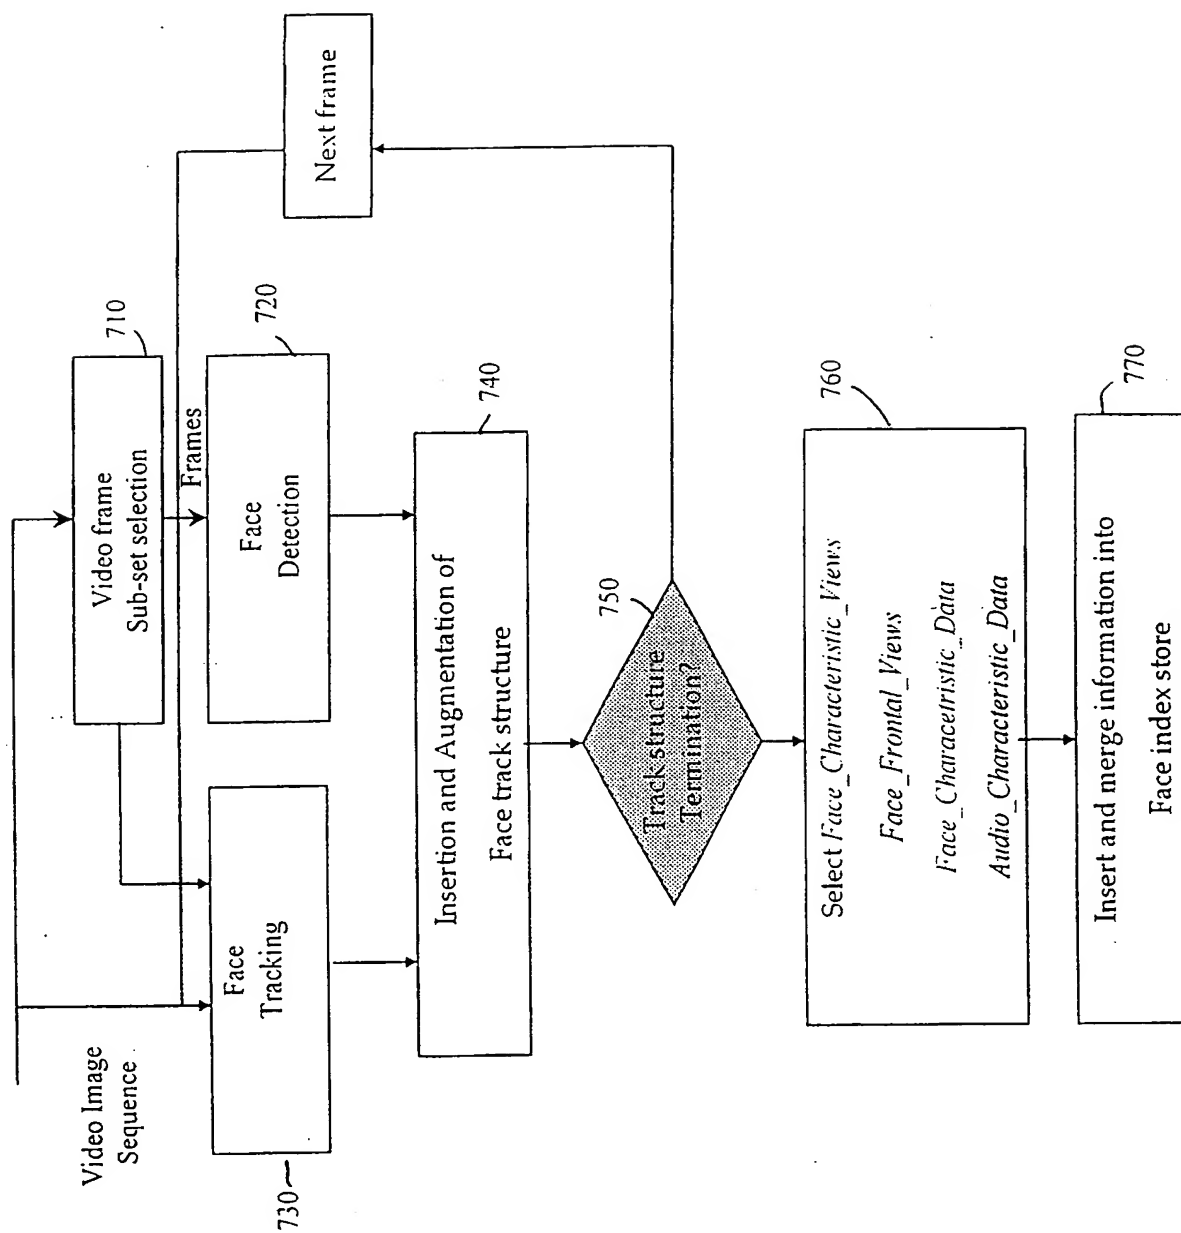 Video Image
Sequence
Video frame
Sub-set selection
710
Next frame
Frames
Face
Tracking
730
Face
Detection
720
Insertion and Augmentation of
Face track structure
740
Track structure
Termination?
750
Select Face_Characteristic_Views
Face_Frontal_Views
Face_Characetristic_Data
Audio_Characteristic_Data
760
Insert and merge information into
Face index store
770